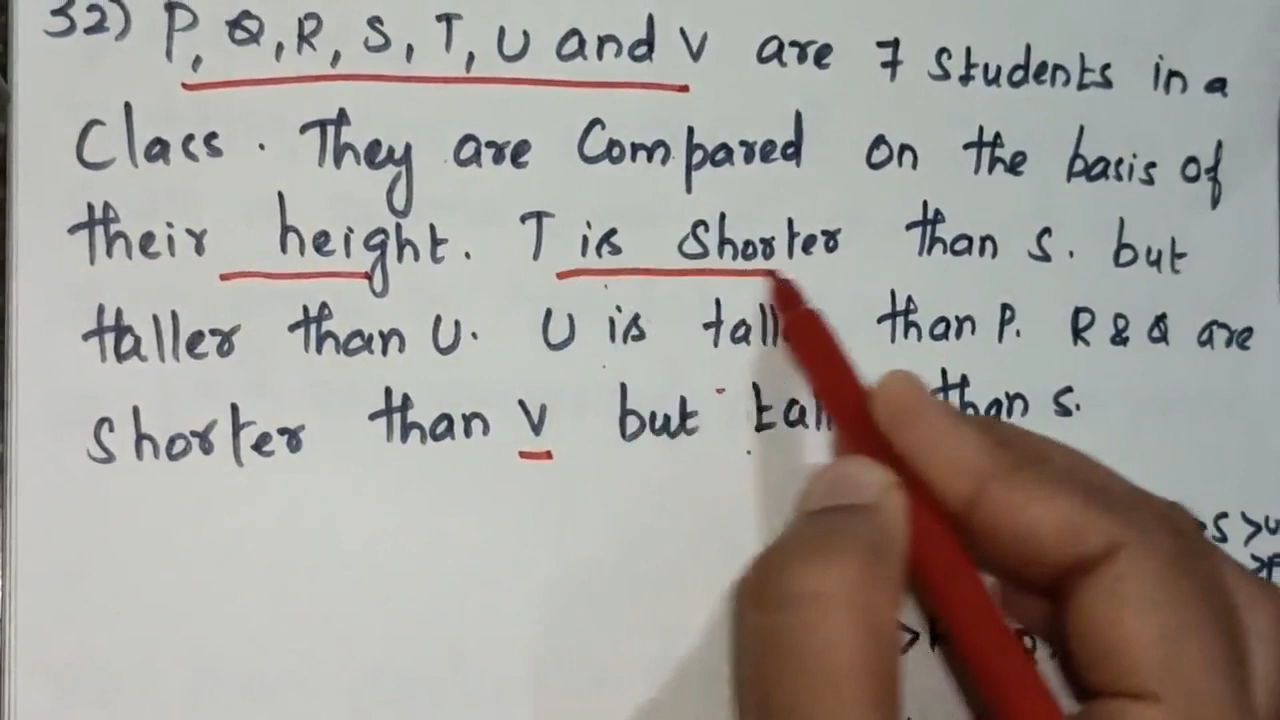 32) P, Q, R, S, T, U and V are 7 students in a
Class. They are Compared on the basis of
their height. T is shorter than S. but
taller than U. U is than P. R & Q are
shorter than V but than S.
S >U